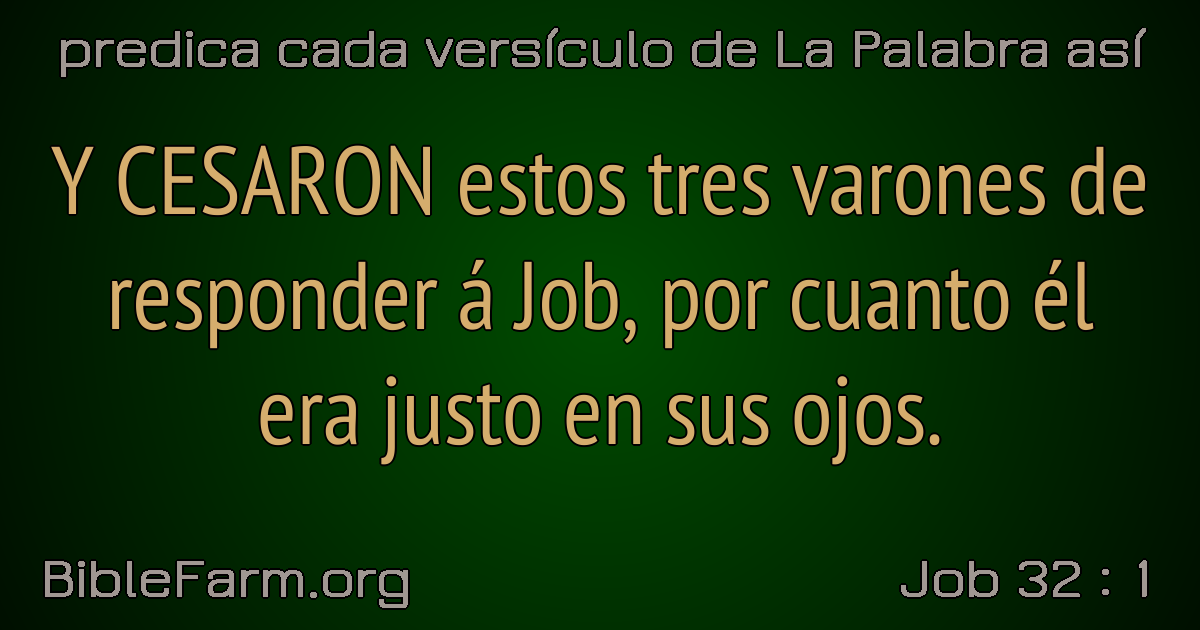 predica cada versículo de La Palabra así
Y CESARON estos tres varones de
responder á Job, por cuanto él
era justo en sus ojos.
BibleFarm.org
Job 32 : 1